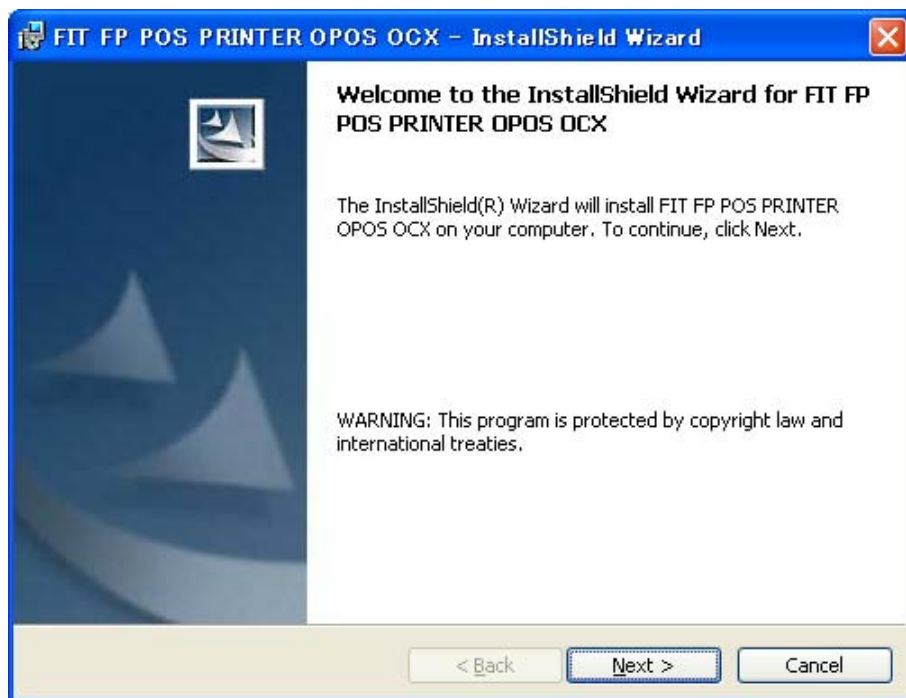 FIT FP POS PRINTER OPOS OCX - InstallShield Wizard
Welcome to the InstallShield Wizard for FIT FP
POS PRINTER OPOS OCX
The InstallShield(R) Wizard will install FIT FP POS PRINTER
OPOS OCX on your computer. To continue, click Next.
WARNING: This program is protected by copyright law and
international treaties.
< Back Next > Cancel